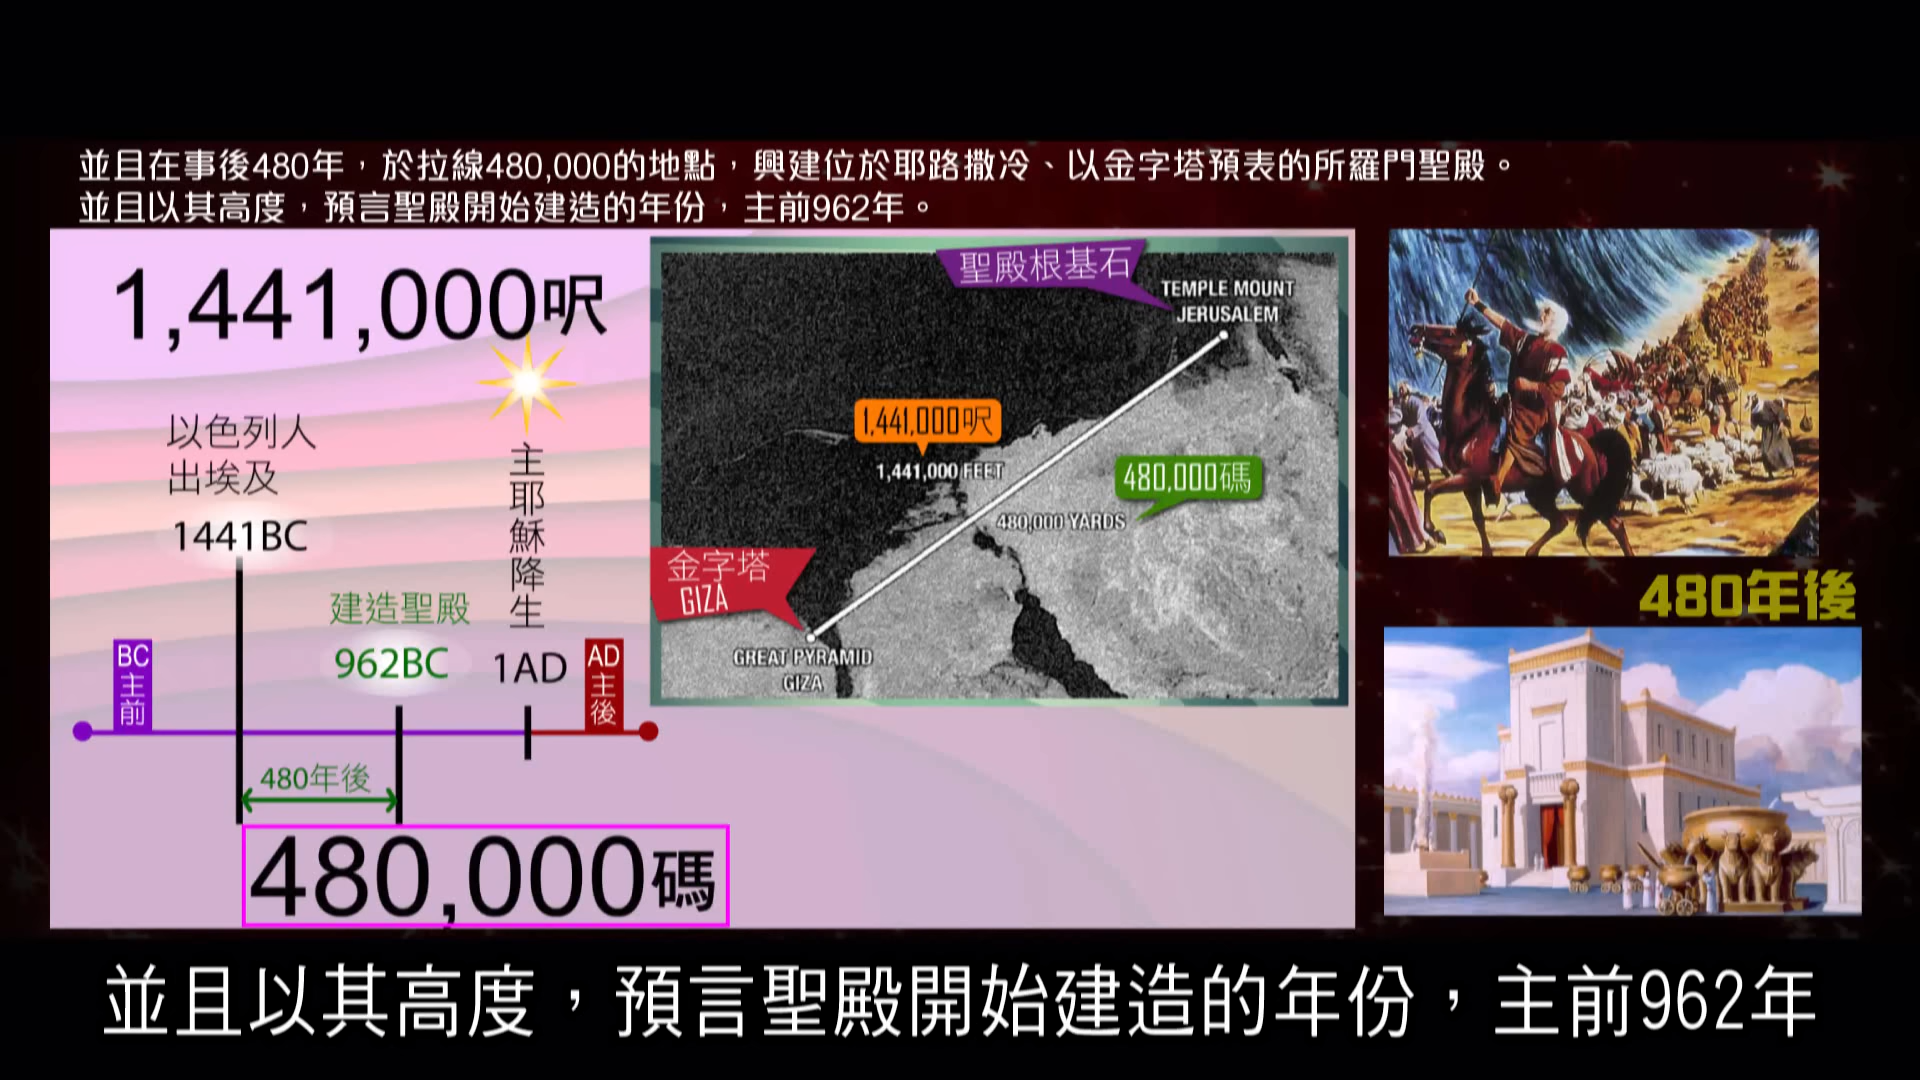 並且在事後480年，於拉線480,000的地點，興建位於耶路撒冷、以金字塔預表的所羅門聖殿。
並且以其高度，預言聖殿開始建造的年份，主前962年。
1,441,000呎
以色列人
出埃及
1441BC
主耶穌降生
建造聖殿
962BC
1AD
BC主前
AD主後
480年後
480,000碼
聖殿根基石
TEMPLE MOUNT
JERUSALEM
1,441,000呎
1,441,000 FEET
480,000碼
480,000 YARDS
金字塔
GIZA
GREAT PYRAMID
GIZA
480年後
並且以其高度，預言聖殿開始建造的年份，主前962年